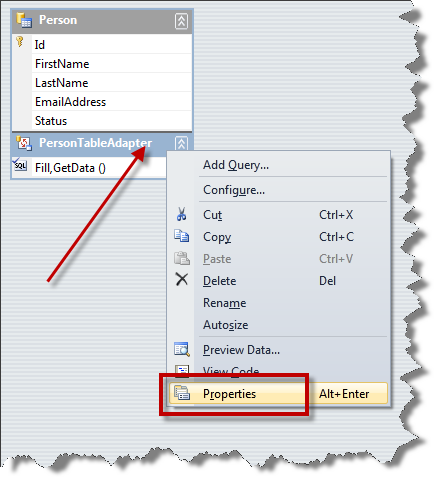 Person
Id
FirstName
LastName
EmailAddress
Status
PersonTableAdapter
SQL Fill,GetData ()
Add Query...
Configure...
Cut Ctrl+X
Copy Ctrl+C
Paste Ctrl+V
Delete Del
Rename
Autosize
Preview Data...
View Code
Properties Alt+Enter